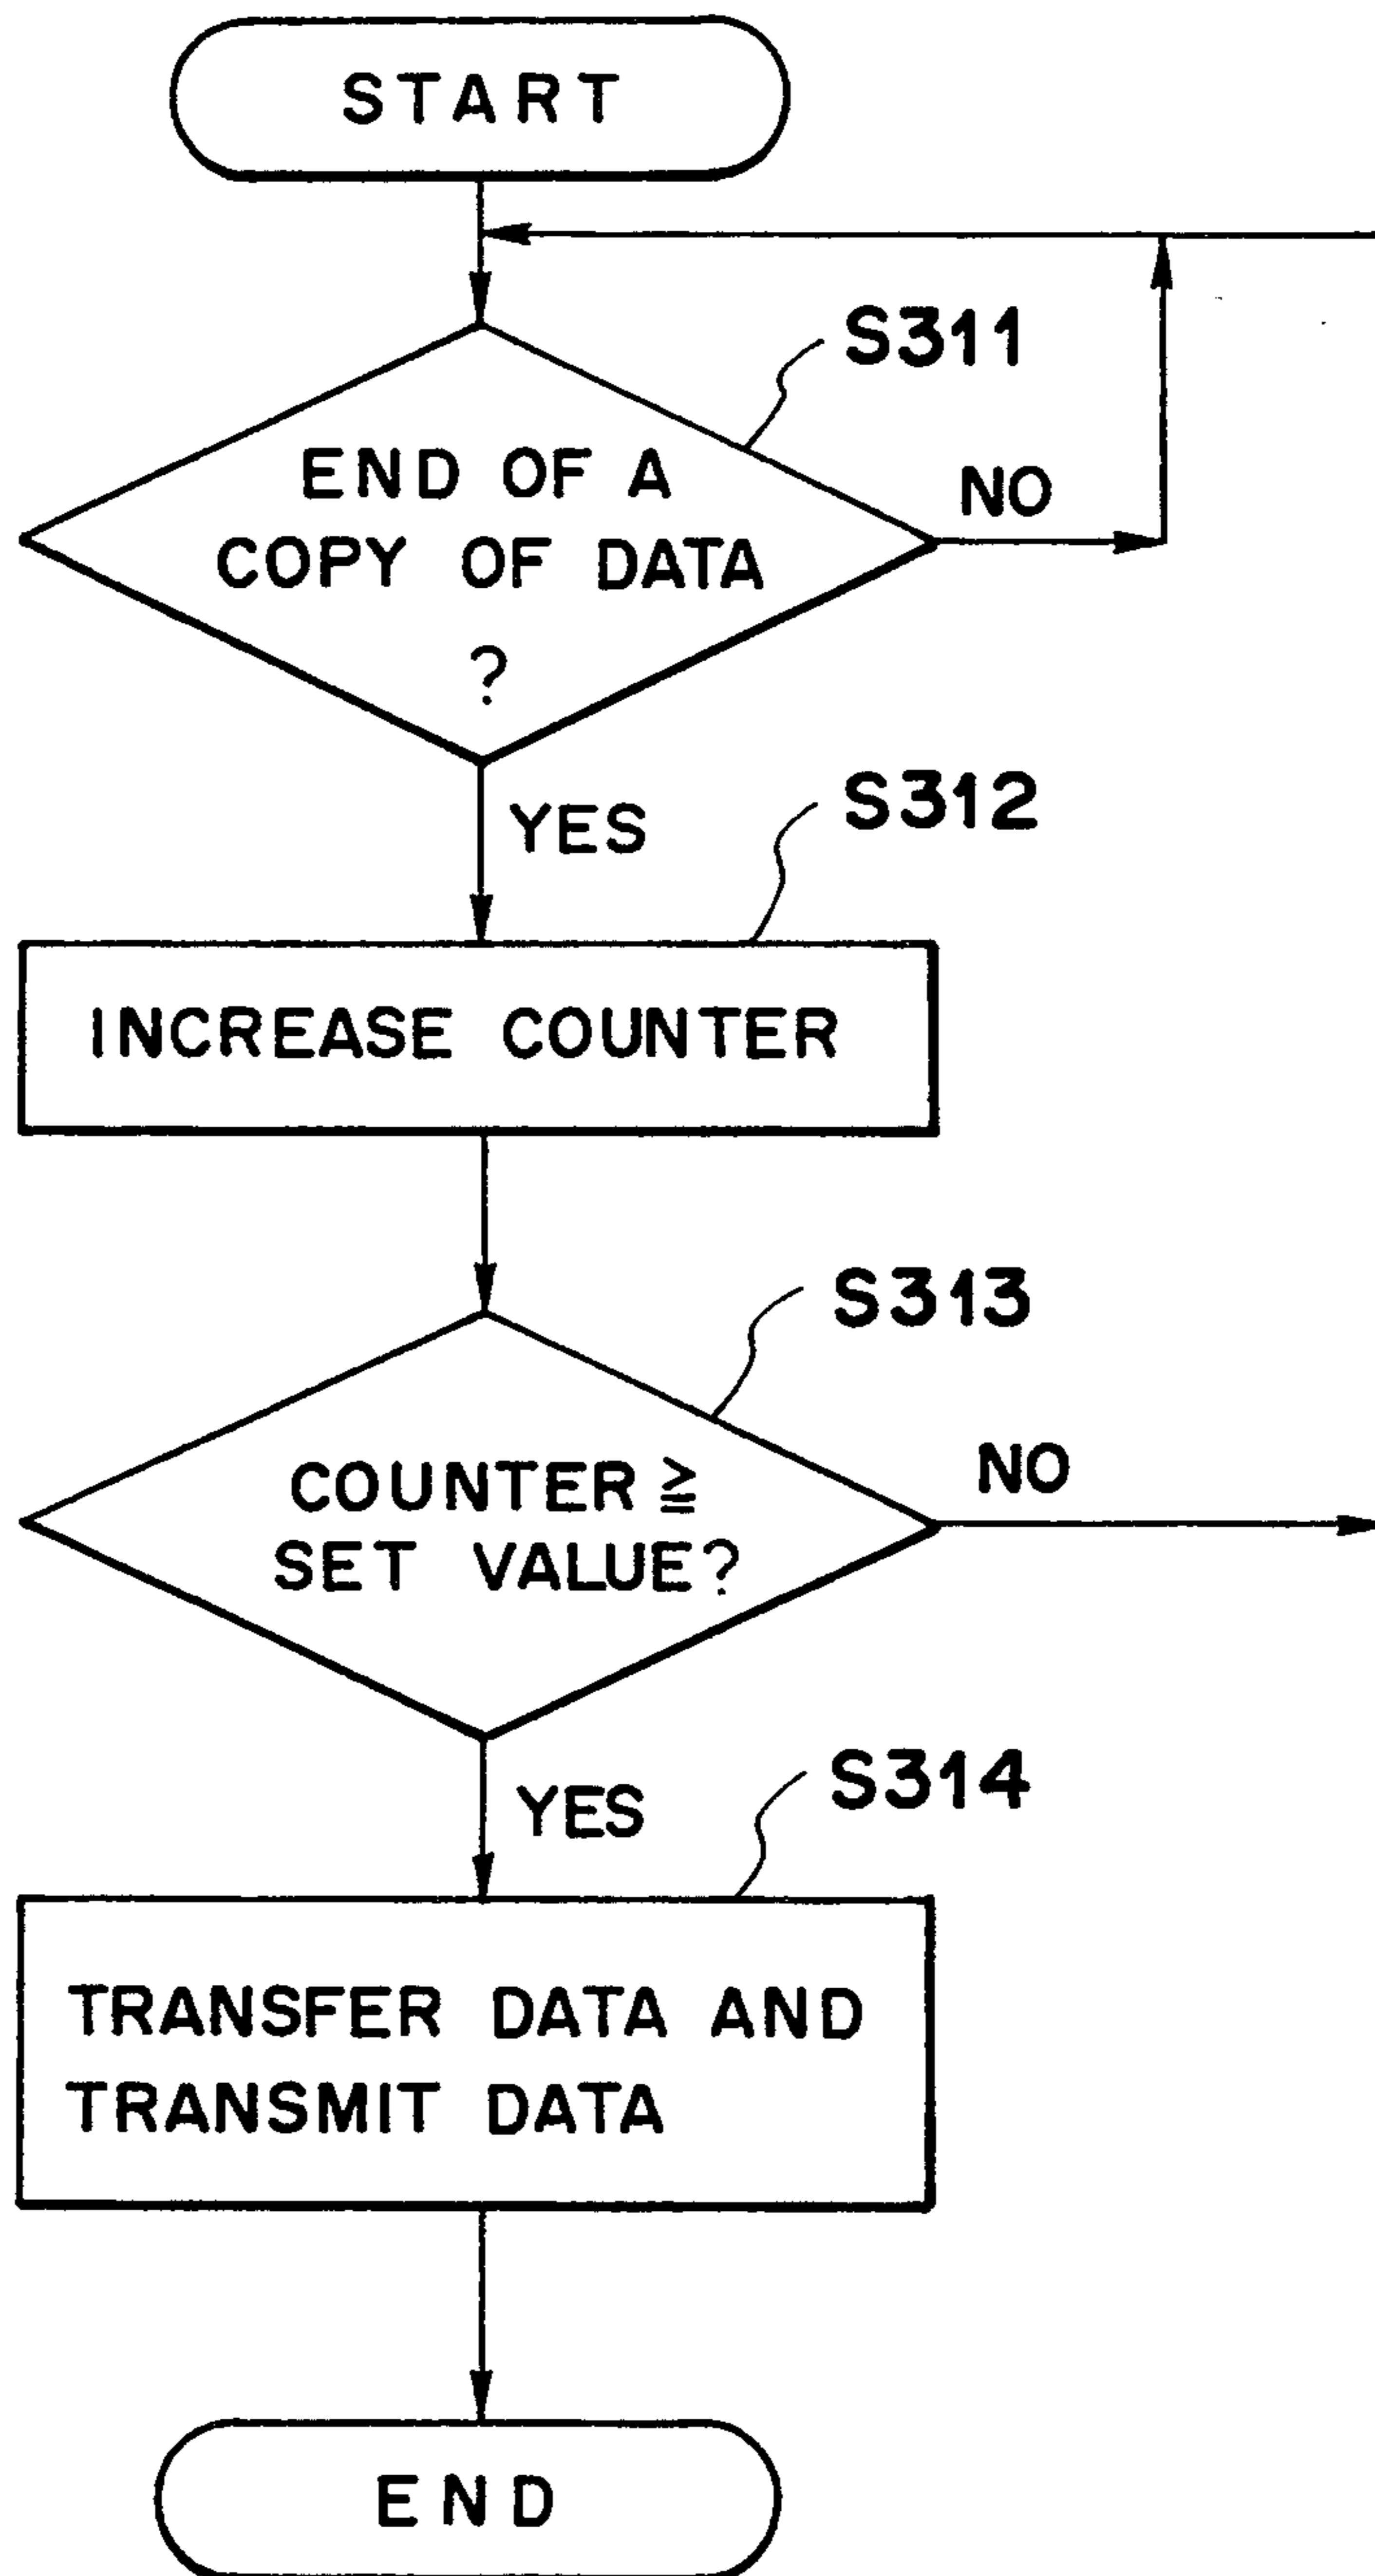 START
S311
END OF A
COPY OF DATA
?
NO
YES
S312
INCREASE COUNTER
S313
COUNTER ≧
SET VALUE?
NO
YES
S314
TRANSFER DATA AND
TRANSMIT DATA
END